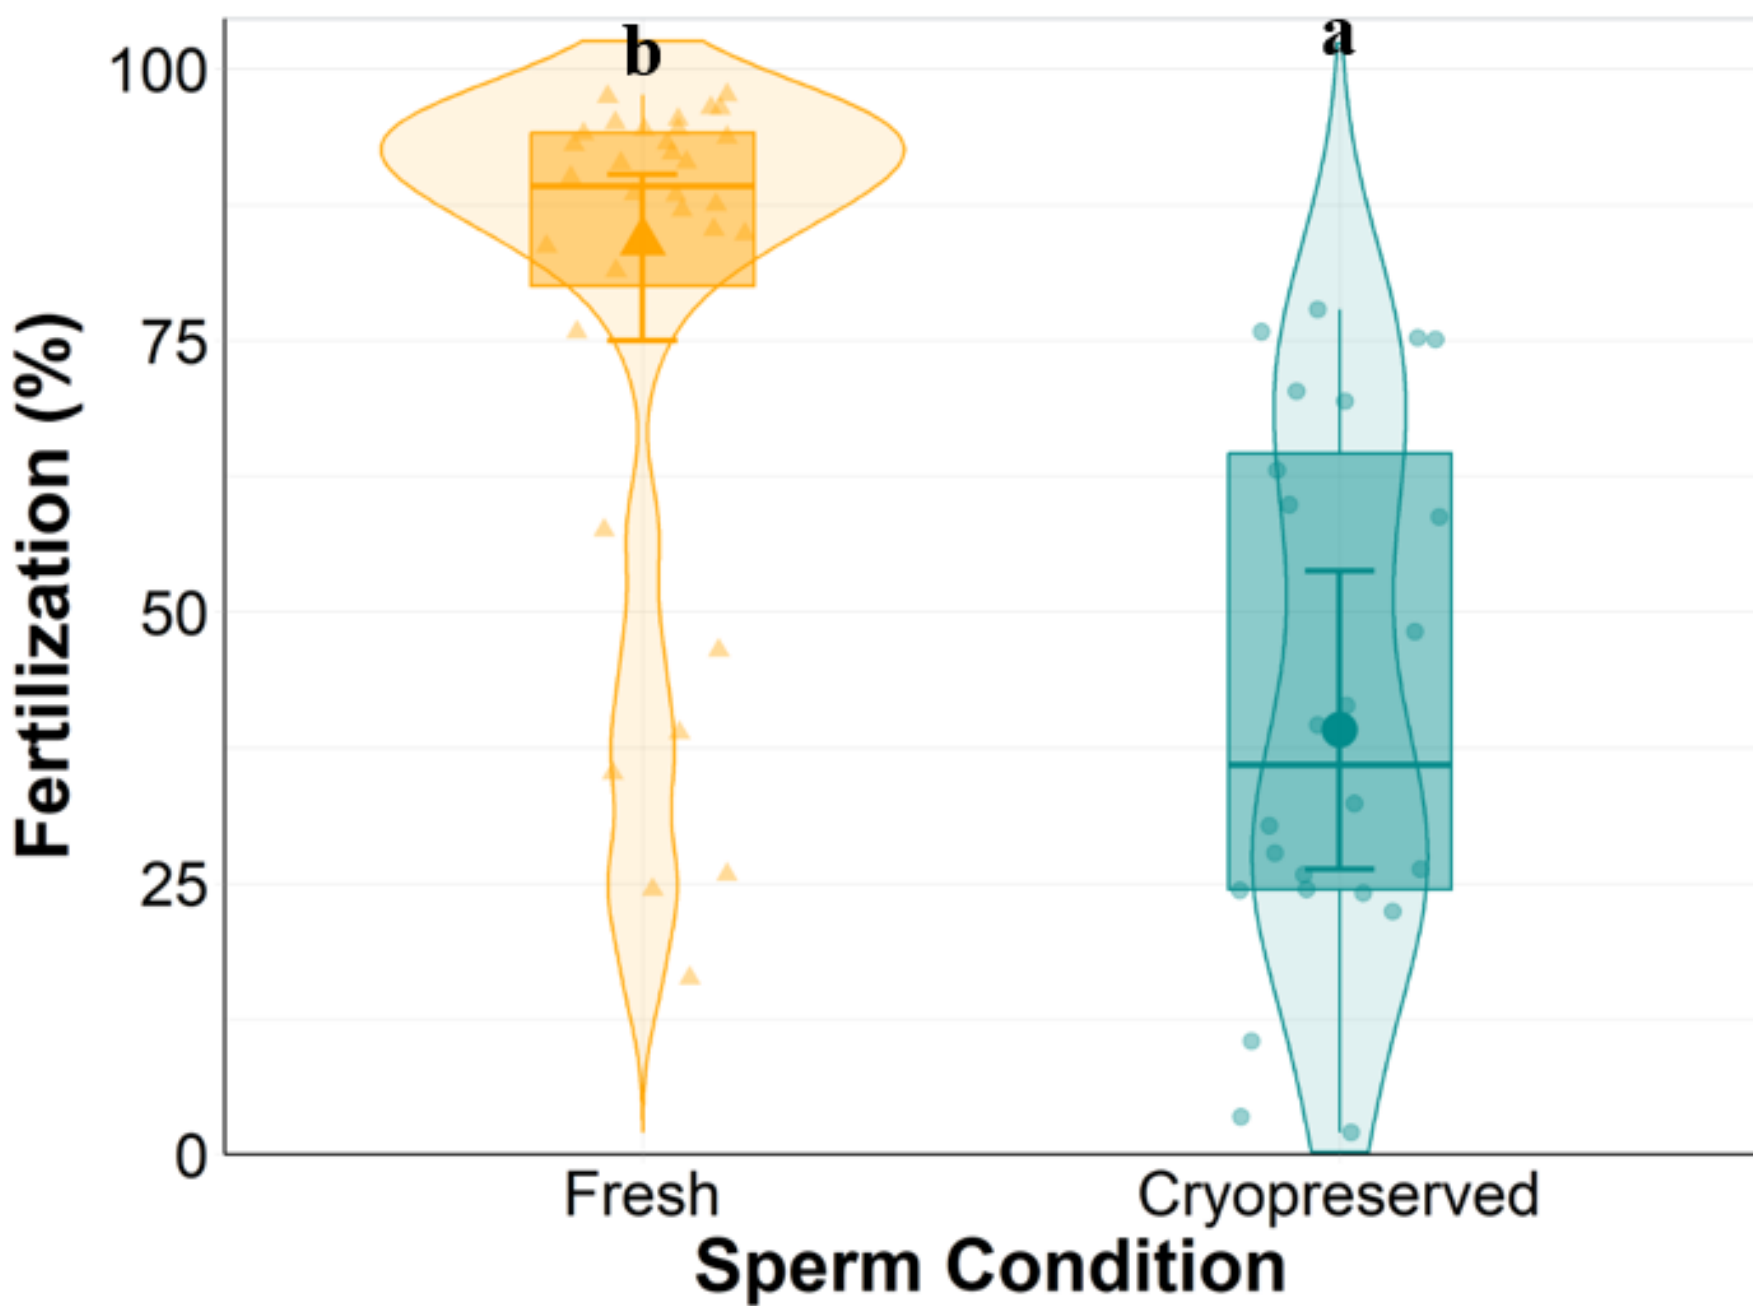 b
a
100
75
50
25
0
Fertilization (%)
Fresh
Cryopreserved
Sperm Condition